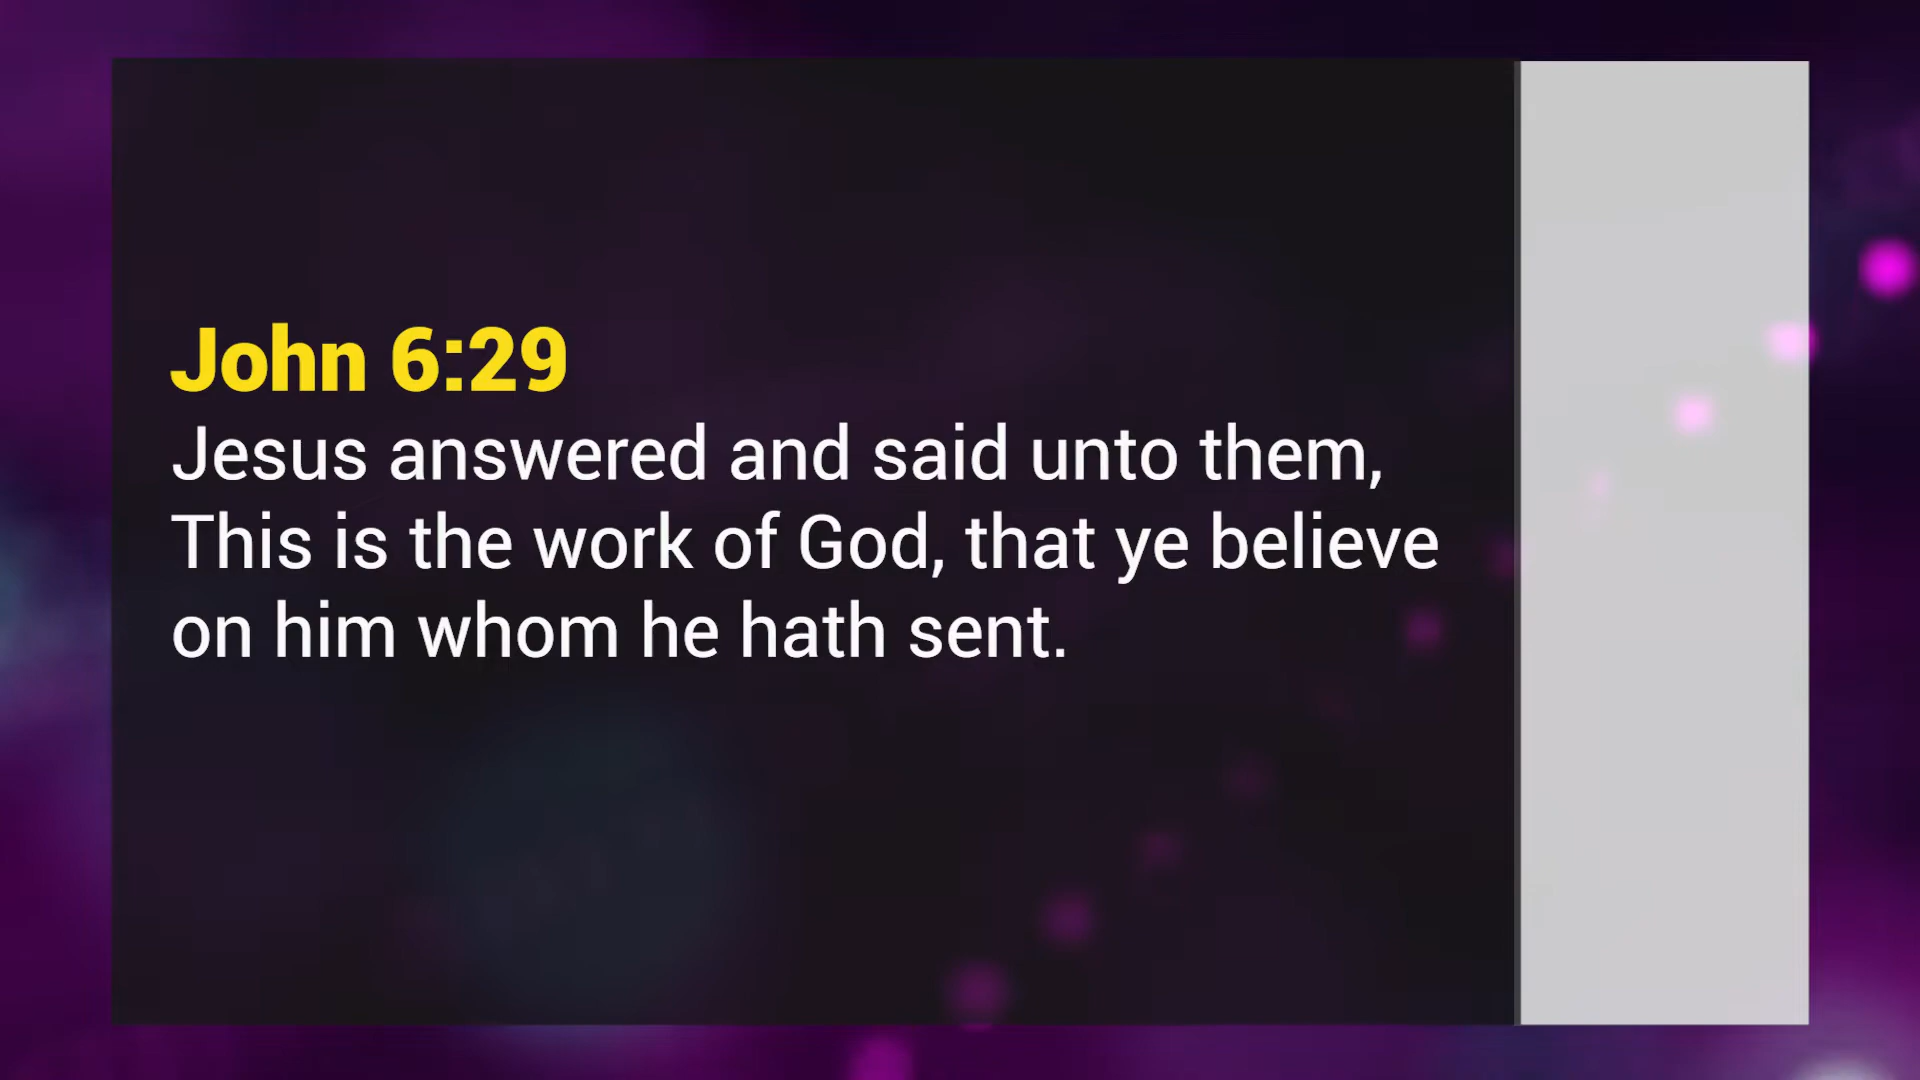 John 6:29
Jesus answered and said unto them,
This is the work of God, that ye believe
on him whom he hath sent.